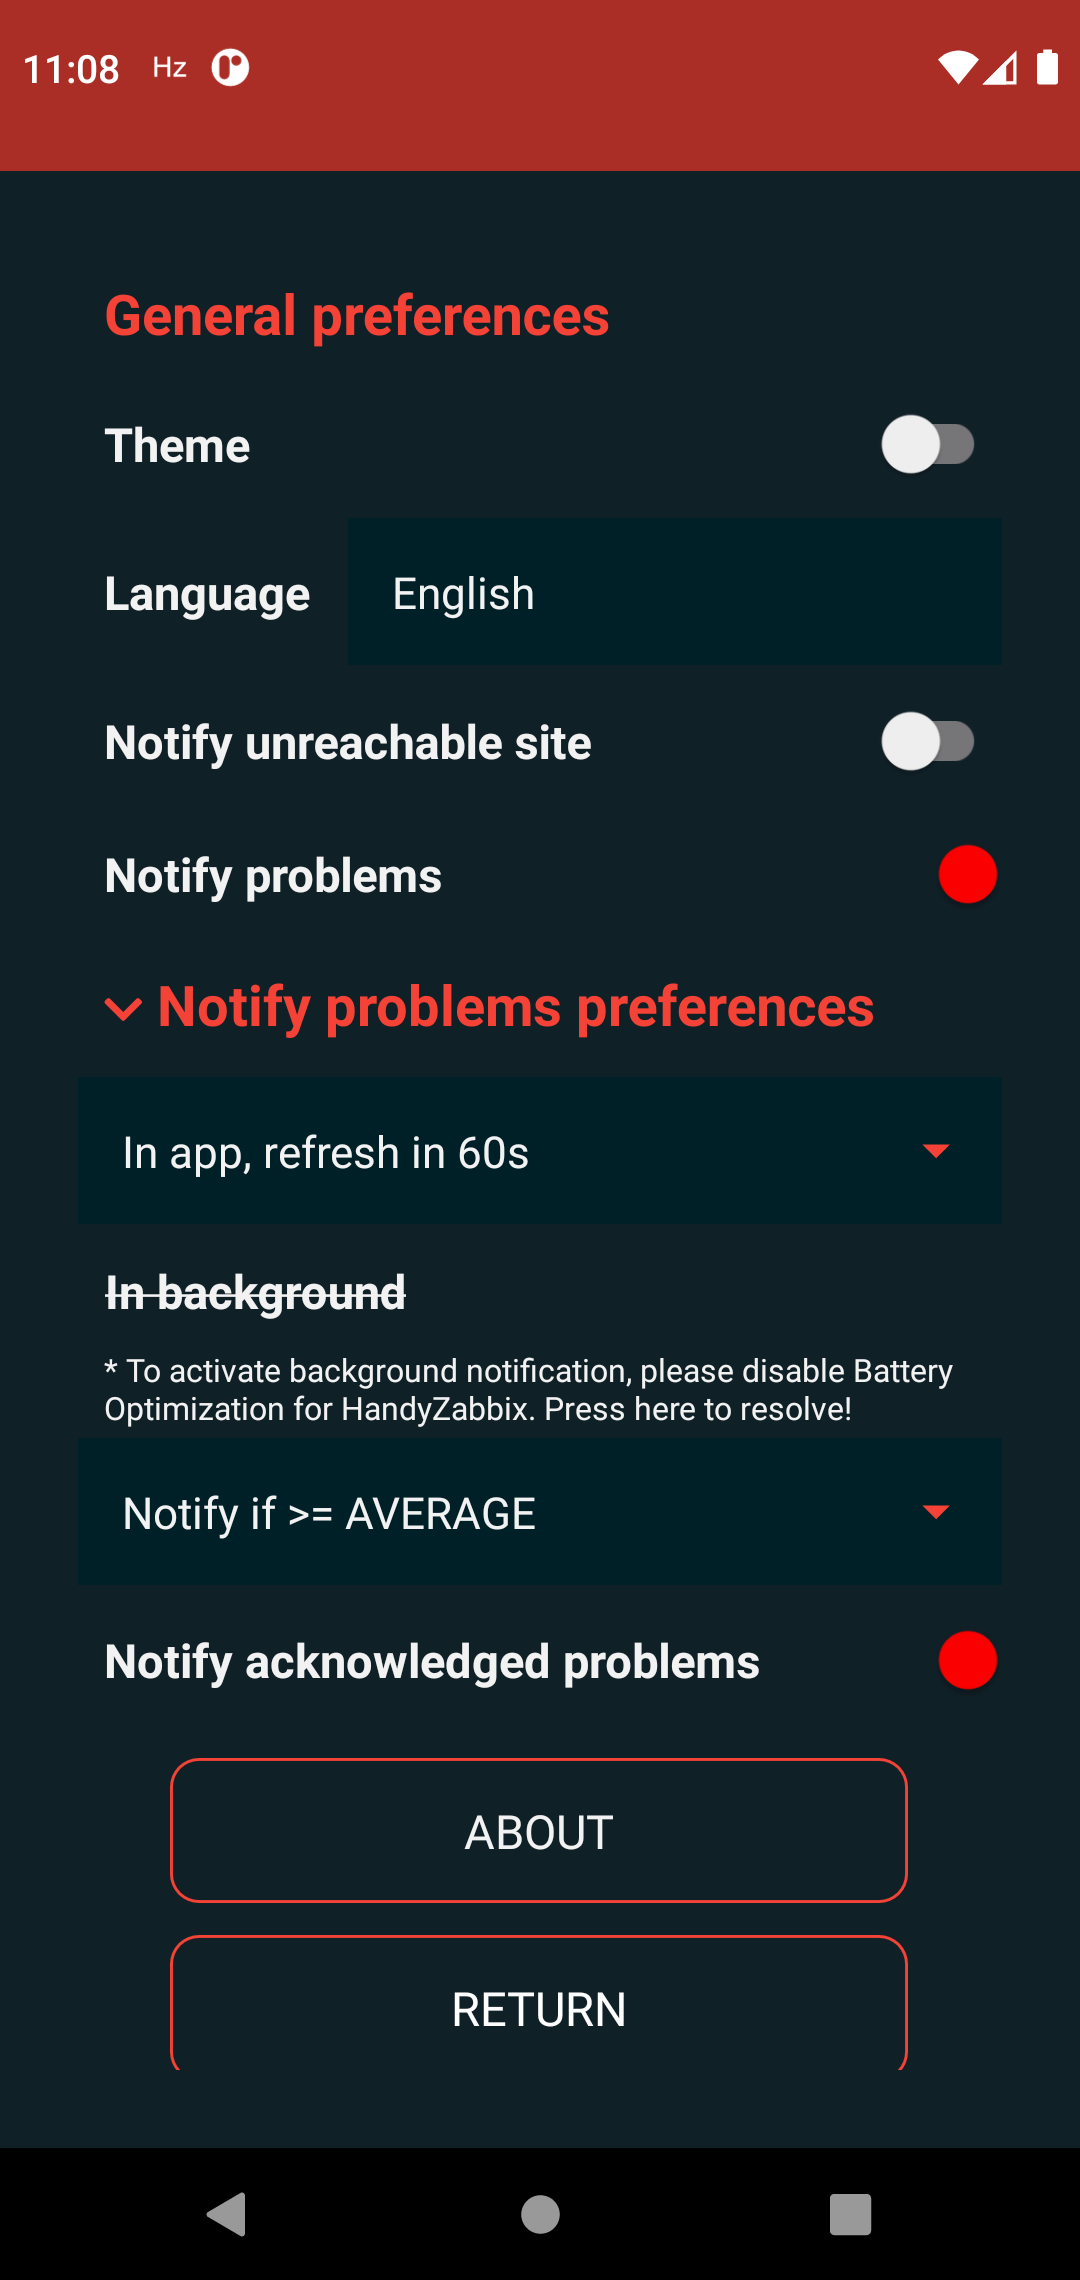 11:08 Hz
General preferences
Theme
Language English
Notify unreachable site
Notify problems
Notify problems preferences
In app, refresh in 60s
In background
* To activate background notification, please disable Battery
Optimization for HandyZabbix. Press here to resolve!
Notify if >= AVERAGE
Notify acknowledged problems
ABOUT
RETURN